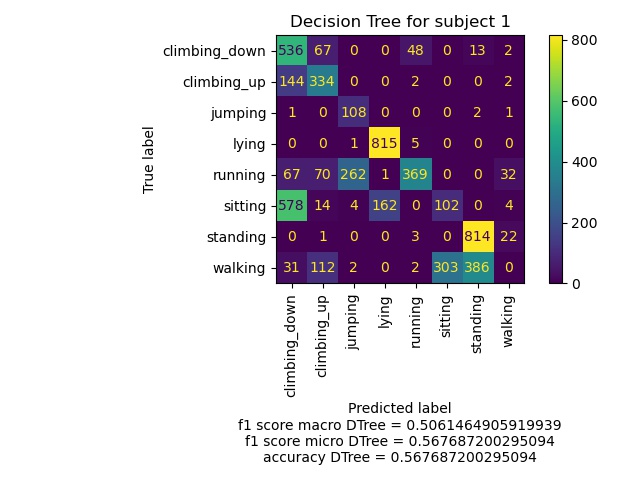 Decision Tree for subject 1
True label
climbing_down 536 67 0 0 48 0 13 2
climbing_up 144 334 0 0 2 0 0 2
jumping 1 0 108 0 0 0 2 1
lying 0 0 1 815 5 0 0 0
running 67 70 262 1 369 0 0 32
sitting 578 14 4 162 0 102 0 4
standing 0 1 0 0 3 0 814 22
walking 31 112 2 0 2 303 386 0
climbing_down climbing_up jumping lying running sitting standing walking
800
600
400
200
0
Predicted label
f1 score macro DTree = 0.5061464905919939
f1 score micro DTree = 0.567687200295094
accuracy DTree = 0.567687200295094